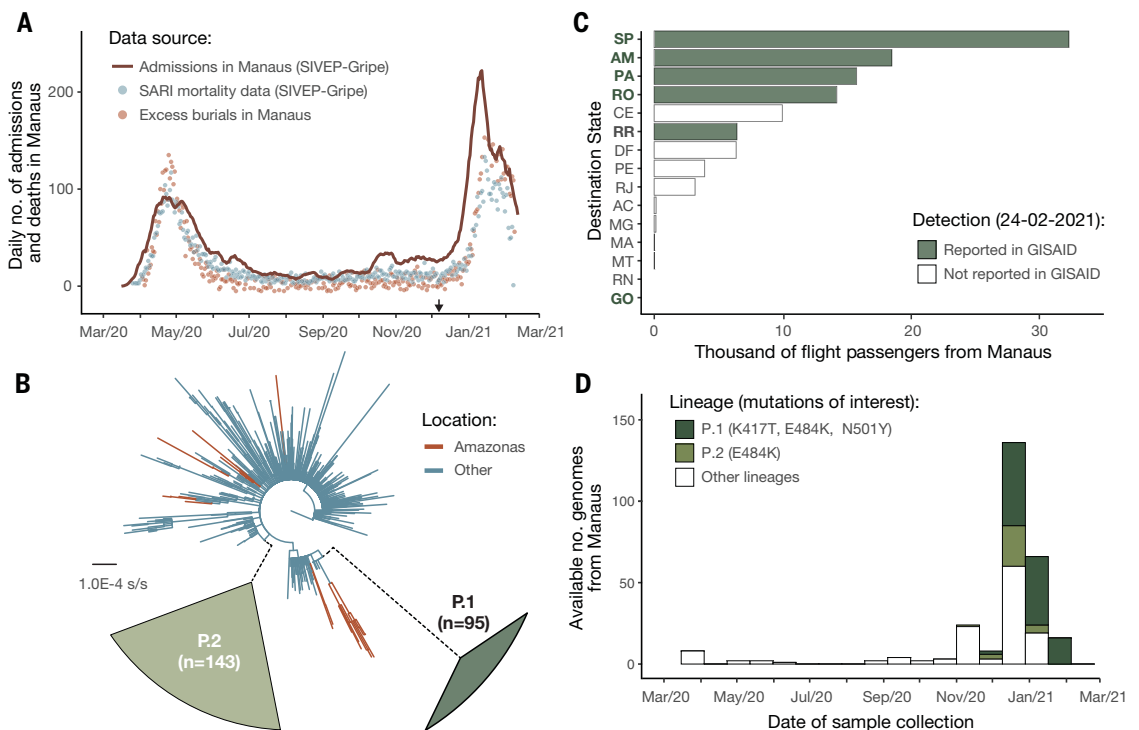 A
Data source:
Admissions in Manaus (SIVEP-Gripe)
SARI mortality data (SIVEP-Gripe)
Excess burials in Manaus
Daily no. of admissions
and deaths in Manaus
200
100
0
Mar/20
May/20
Jul/20
Sep/20
Nov/20
Jan/21
Mar/21
B
Location:
Amazonas
Other
1.0E-4 s/s
P.2
(n=143)
P.1
(n=95)
C
Destination State
SP
AM
PA
RO
CE
RR
DF
PE
RJ
AC
MG
MA
MT
RN
GO
Detection (24-02-2021):
Reported in GISAID
Not reported in GISAID
0
10
20
30
Thousand of flight passengers from Manaus
D
Lineage (mutations of interest):
P.1 (K417T, E484K, N501Y)
P.2 (E484K)
Other lineages
Available no. genomes
from Manaus
150
100
50
0
Mar/20
May/20
Jul/20
Sep/20
Nov/20
Jan/21
Mar/21
Date of sample collection